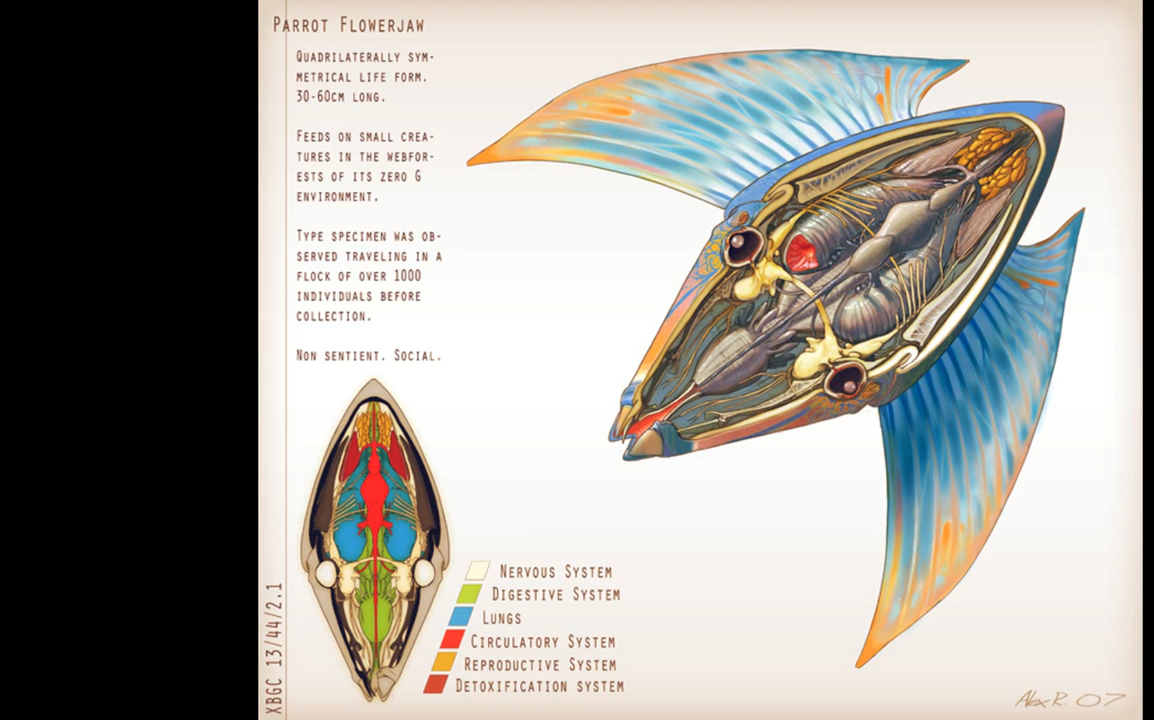 PARROT FLOWERJAW
QUADRILATERALLY SYM-
METRICAL LIFE FORM.
30-60CM LONG.
FEEDS ON SMALL CREA-
TURES IN THE WEBFOR-
ESTS OF ITS ZERO G
ENVIRONMENT.
TYPE SPECIMEN WAS OB-
SERVED TRAVELING IN A
FLOCK OF OVER 1000
INDIVIDUALS BEFORE
COLLECTION.
NON SENTIENT. SOCIAL.
NERVOUS SYSTEM
DIGESTIVE SYSTEM
LUNGS
CIRCULATORY SYSTEM
REPRODUCTIVE SYSTEM
DETOXIFICATION SYSTEM
XBGC 13/44/2.1
Alex R. 07